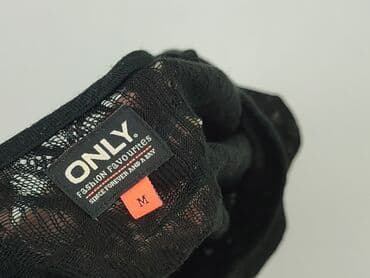 ONLY.
Fashion Favourites
SINCE FOREVER AND A DAY
M